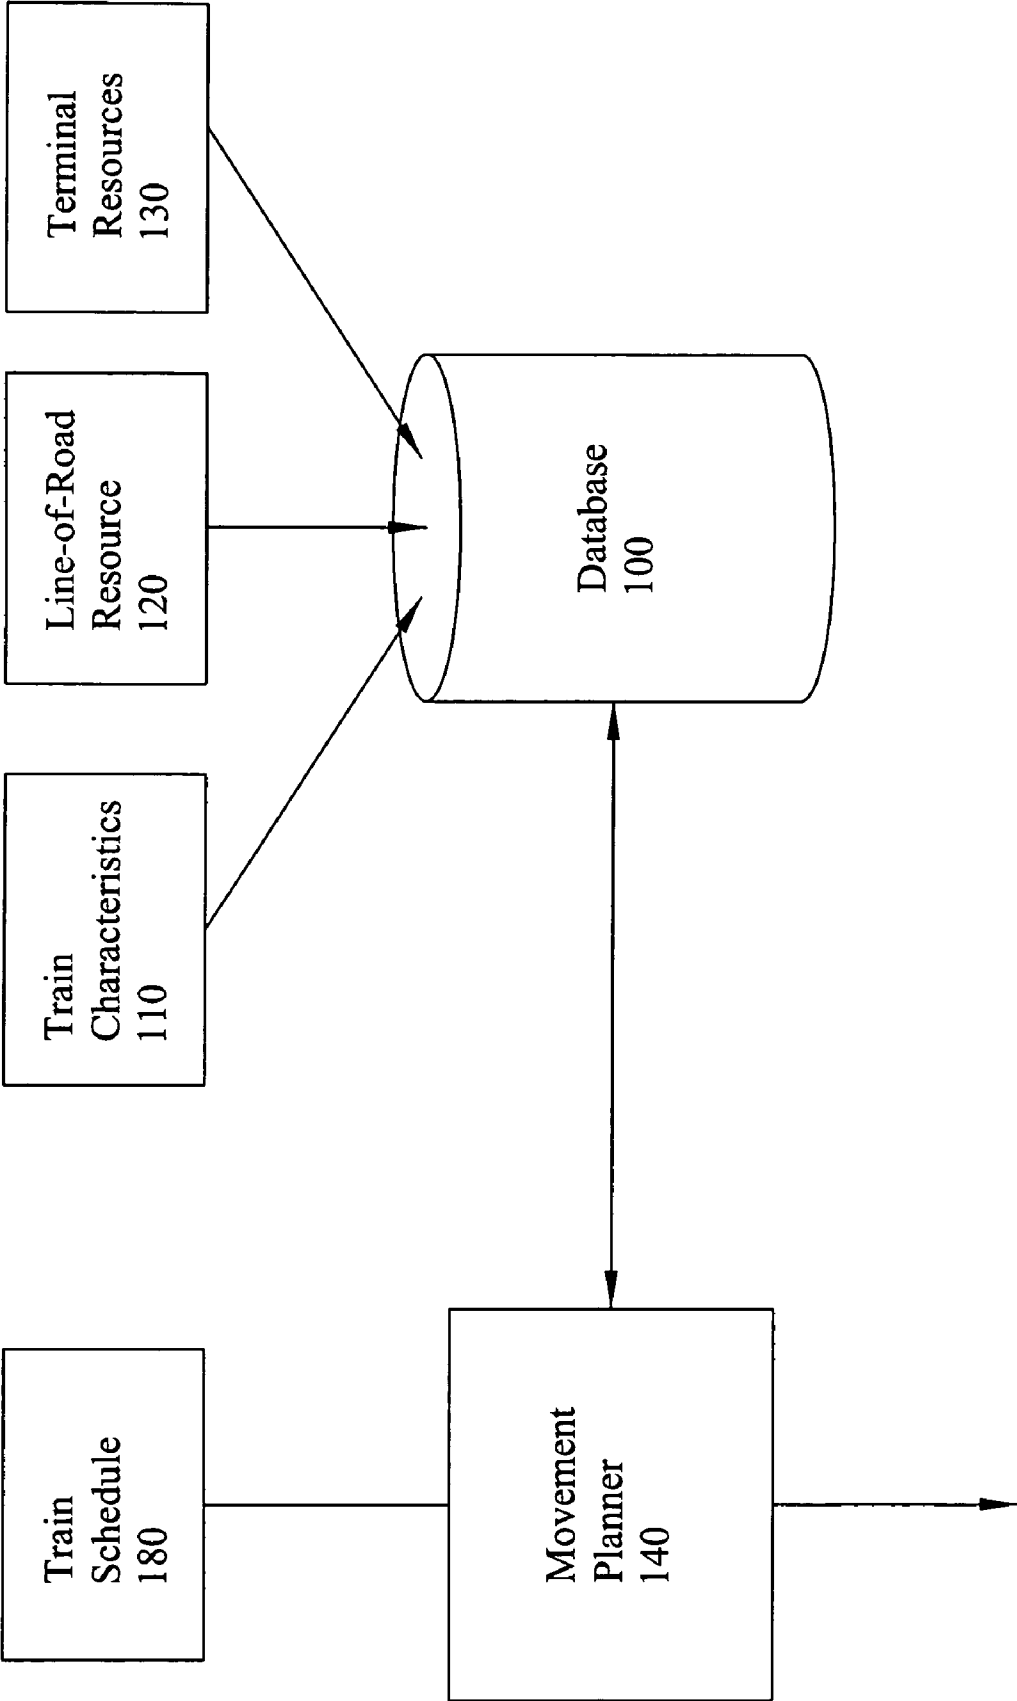 Train
Schedule
180
Train
Characteristics
110
Line-of-Road
Resource
120
Terminal
Resources
130
Movement
Planner
140
Database
100